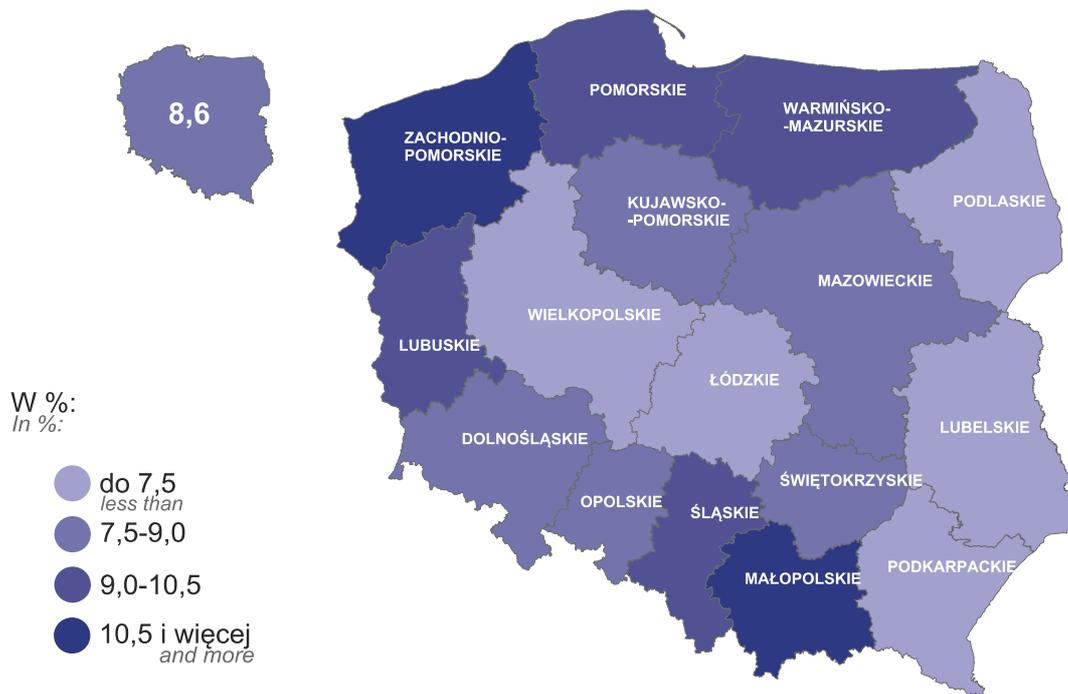 8,6
POMORSKIE
WARMIŃSKO-
-MAZURSKIE
ZACHODNIO-
POMORSKIE
PODLASKIE
KUJAWSKO-
-POMORSKIE
MAZOWIECKIE
WIELKOPOLSKIE
LUBUSKIE
ŁÓDZKIE
LUBELSKIE
DOLNOŚLĄSKIE
ŚWIĘTOKRZYSKIE
OPOLSKIE
ŚLĄSKIE
PODKARPACKIE
MAŁOPOLSKIE
W %:
In %:
do 7,5
less than
7,5-9,0
9,0-10,5
10,5 i więcej
and more